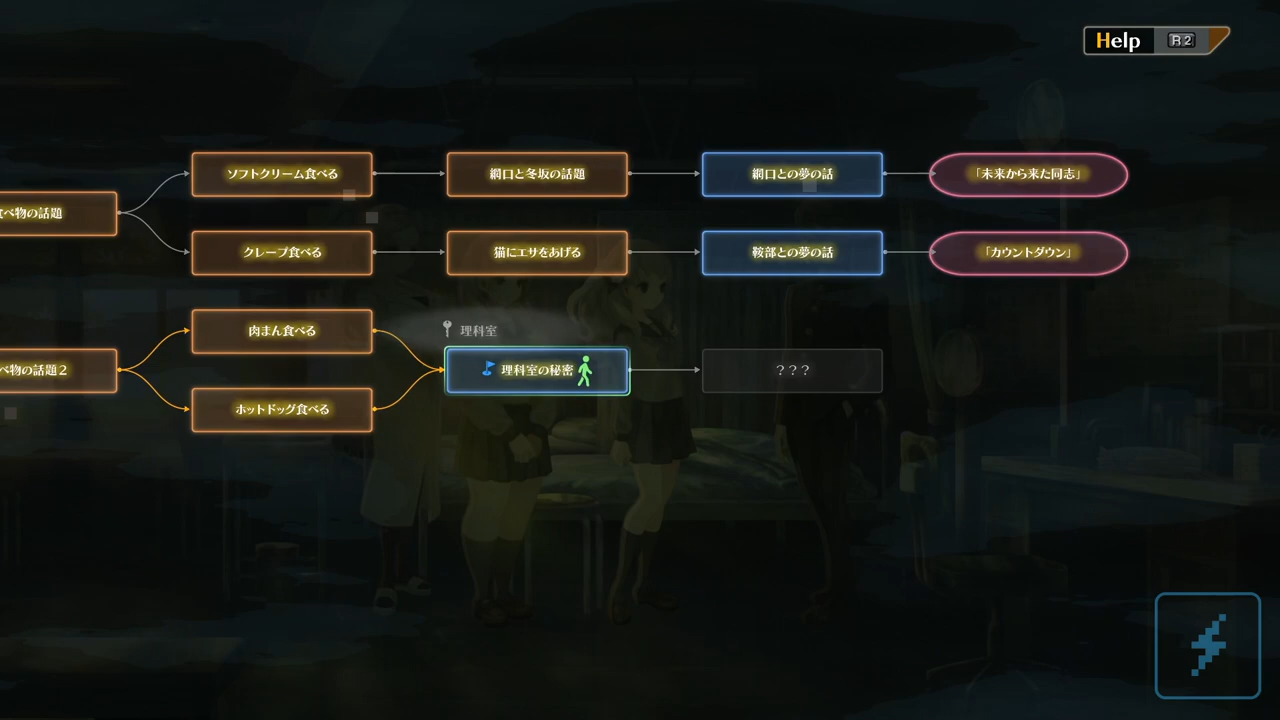 Help R2
ソフトクリーム食べる
網口と冬坂の話題
網口との夢の話
「未来から来た同志」
食べ物の話題
クレープ食べる
猫にエサをあげる
鞍部との夢の話
「カウントダウン」
肉まん食べる
理科室
べ物の話題2
理科室の秘密
???
ホットドッグ食べる